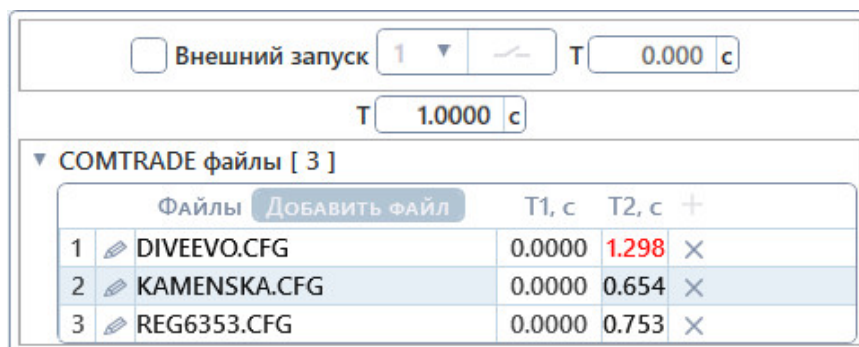 Внешний запуск 1 T 0.000 с
T 1.0000 с
COMTRADE файлы [ 3 ]
Файлы Добавить файл T1, с T2, с
1 DIVEEVO.CFG 0.0000 1.298
2 KAMENSKA.CFG 0.0000 0.654
3 REG6353.CFG 0.0000 0.753